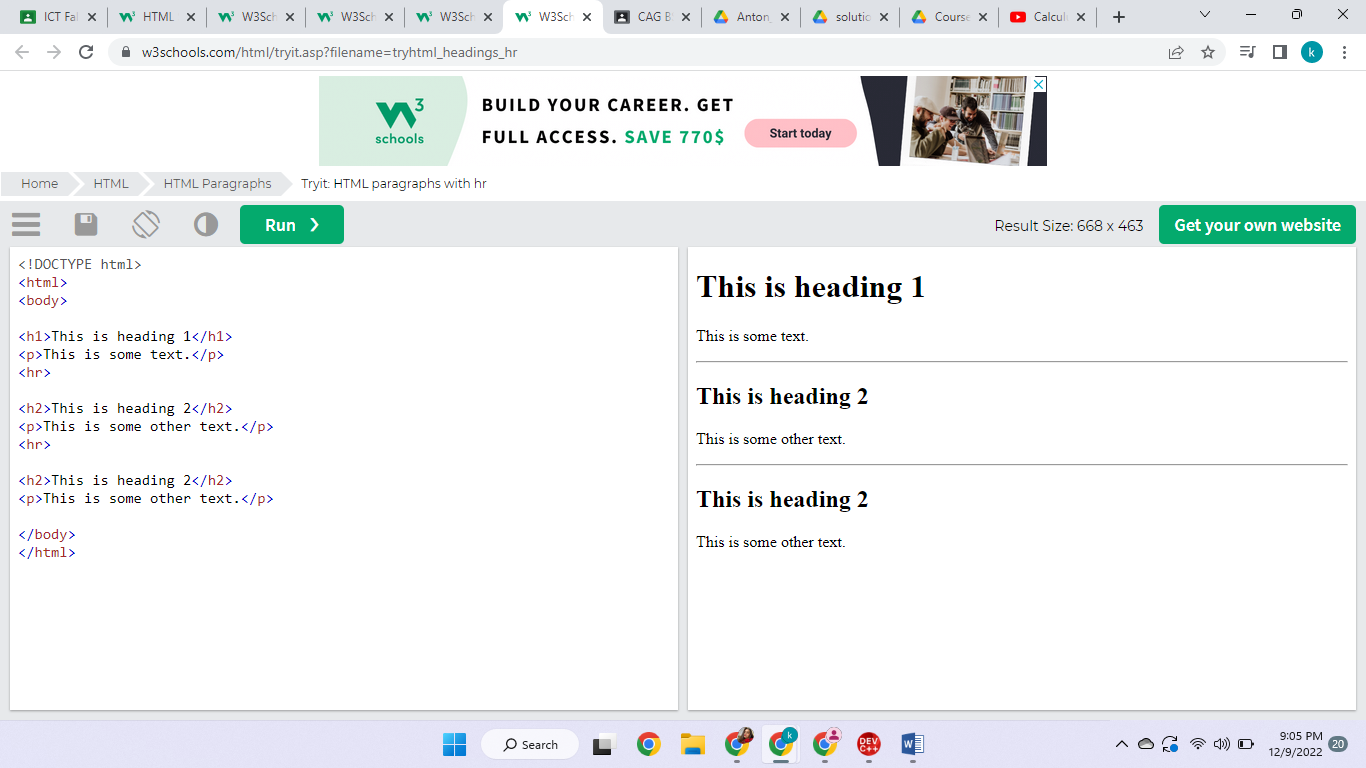 ICT Fal
HTML
W3Sch
W3Sch
W3Sch
W3Sch
CAG B
Anton_
solutio
Course
Calcul
w3schools.com/html/tryit.asp?filename=tryhtml_headings_hr
k
3
schools
BUILD YOUR CAREER. GET
FULL ACCESS. SAVE 770$
Start today
Home
HTML
HTML Paragraphs
Tryit: HTML paragraphs with hr
Run ❯
Result Size: 668 x 463
Get your own website
<!DOCTYPE html>
<html>
<body>
<h1>This is heading 1</h1>
<p>This is some text.</p>
<hr>
<h2>This is heading 2</h2>
<p>This is some other text.</p>
<hr>
<h2>This is heading 2</h2>
<p>This is some other text.</p>
</body>
</html>
This is heading 1
This is some text.
This is heading 2
This is some other text.
This is heading 2
This is some other text.
Search
k
DEV
C++
W
9:05 PM
12/9/2022
20